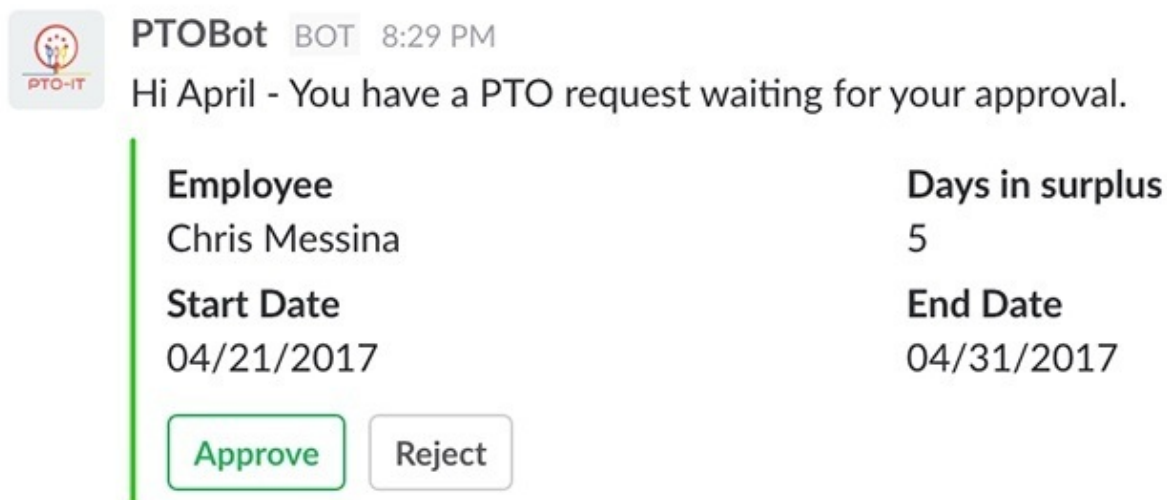 PTOBot BOT 8:29 PM
PTO-IT
Hi April - You have a PTO request waiting for your approval.
Employee Days in surplus
Chris Messina 5
Start Date End Date
04/21/2017 04/31/2017
Approve Reject